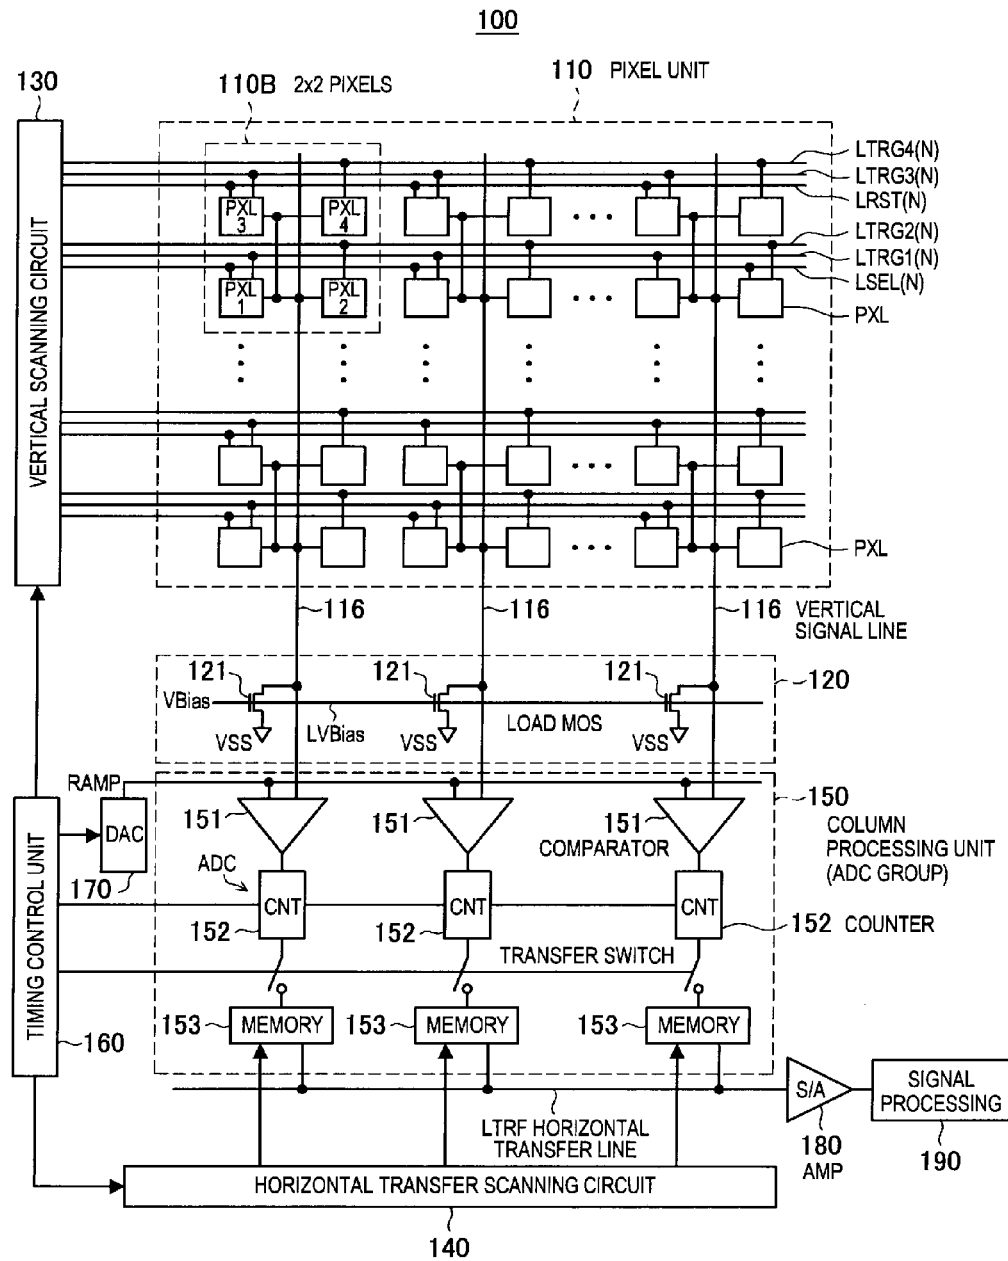 100
130
110B 2x2 PIXELS
110 PIXEL UNIT
LTRG4(N)
LTRG3(N)
LRST(N)
PXL
3
PXL
4
LTRG2(N)
LTRG1(N)
LSEL(N)
PXL
1
PXL
2
PXL
VERTICAL SCANNING CIRCUIT
PXL
116
116
116
VERTICAL
SIGNAL LINE
121
121
121
120
VBias
LVBias
LOAD MOS
VSS
VSS
VSS
RAMP
150
151
151
151
COLUMN
PROCESSING UNIT
(ADC GROUP)
DAC
COMPARATOR
170
ADC
CNT
CNT
CNT
152
152
152 COUNTER
TRANSFER SWITCH
TIMING CONTROL UNIT
153
MEMORY
153
MEMORY
153
MEMORY
160
S/A
SIGNAL
PROCESSING
LTRF HORIZONTAL
TRANSFER LINE
180
AMP
190
HORIZONTAL TRANSFER SCANNING CIRCUIT
140